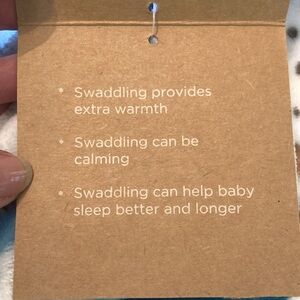 • Swaddling provides
extra warmth
• Swaddling can be
calming
• Swaddling can help baby
sleep better and longer